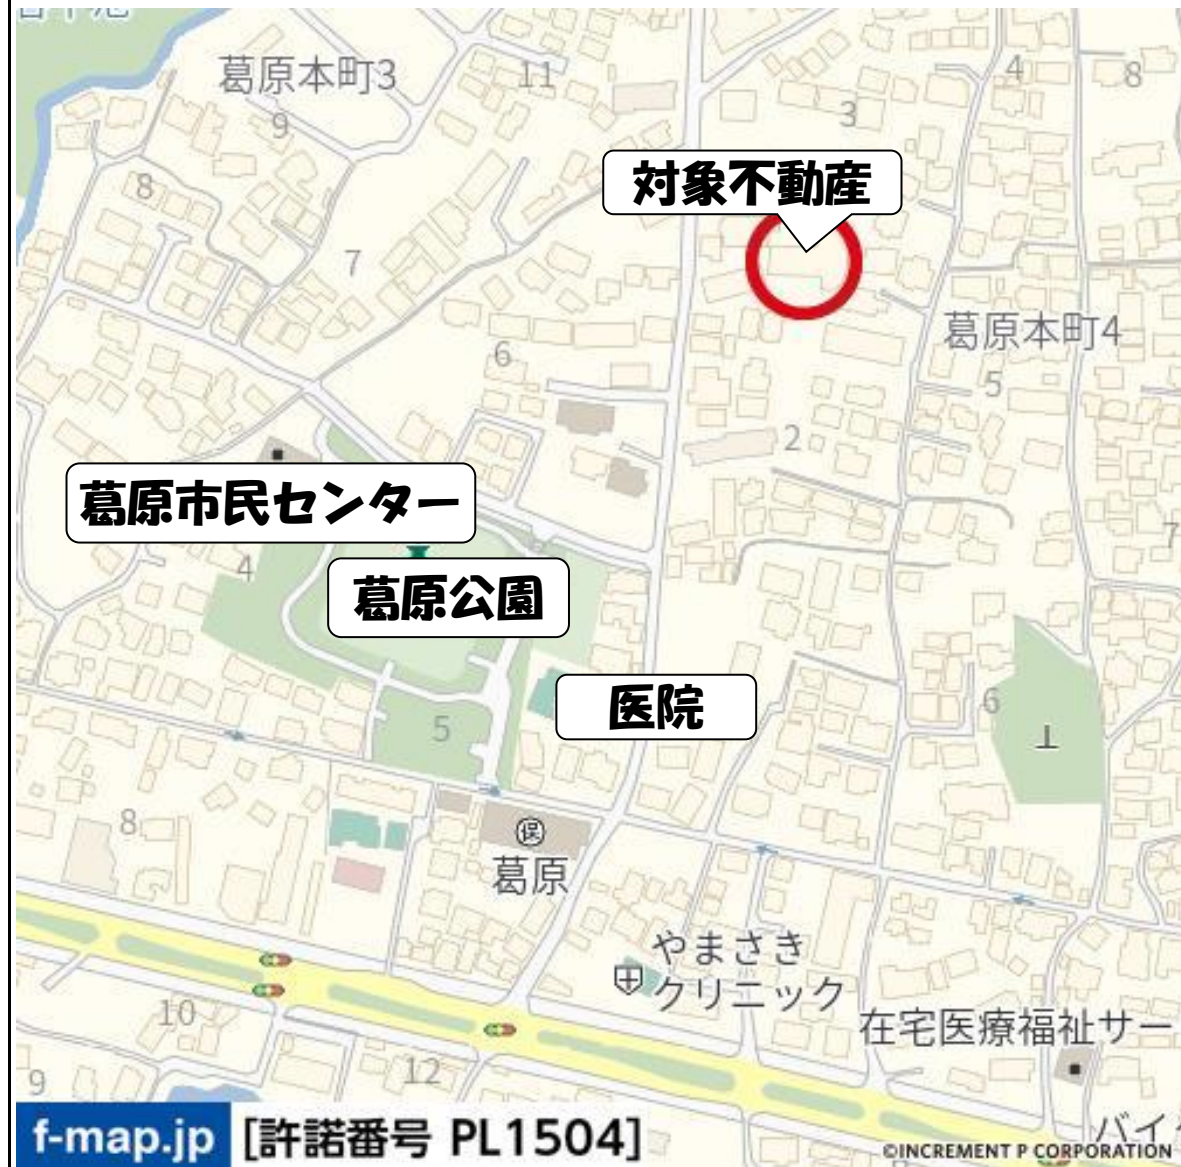 葛原本町3
11
4
8
9
3
対象不動産
8
7
葛原本町4
6
5
2
葛原市民センター
7
4
葛原公園
医院
6
5
8
保
葛原
やまさき
クリニック
10
在宅医療福祉サー
12
9
バイ
f-map.jp
[許諾番号 PL1504]
©INCREMENT P CORPORATION